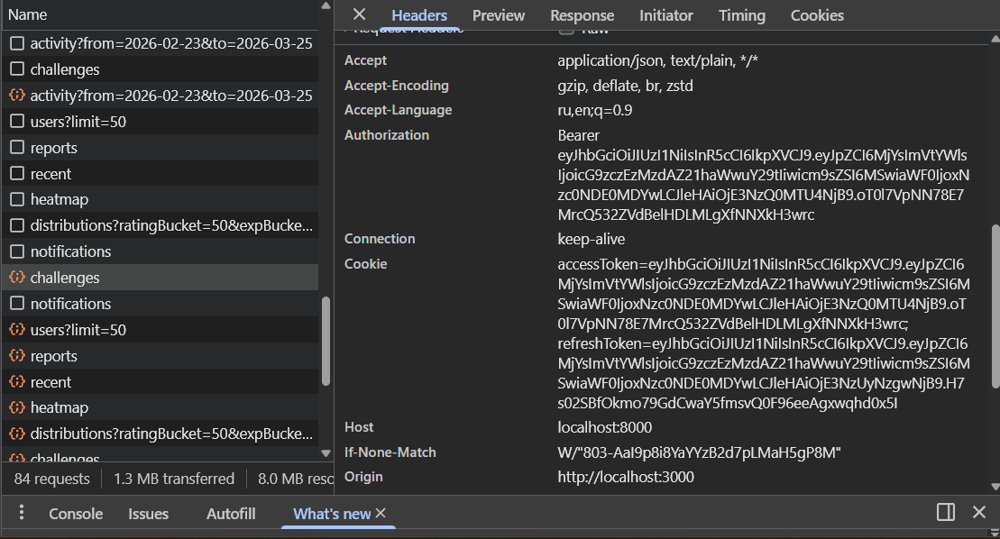 Name
activity?from=2026-02-23&to=2026-03-25
challenges
activity?from=2026-02-23&to=2026-03-25
users?limit=50
reports
recent
heatmap
distributions?ratingBucket=50&expBucke...
notifications
challenges
notifications
users?limit=50
reports
recent
heatmap
distributions?ratingBucket=50&expBucke...
challenges
84 requests
1.3 MB transferred
8.0 MB resc
Headers
Preview
Response
Initiator
Timing
Cookies
Request Headers
Raw
Accept
application/json, text/plain, */*
Accept-Encoding
gzip, deflate, br, zstd
Accept-Language
ru,en;q=0.9
Authorization
Bearer
eyJhbGciOiJIUzI1NiIsInR5cCI6IkpXVCJ9.eyJpZCI6MjYsImVtYWls
IjoicG9zczEzMzdAZ21haWwuY29tIiwicm9sZSI6MSwiaWF0IjoxN
zc0NDE0MDYwLCJleHAiOjE3NzQ0MTU4NjB9.oT0l7VpNN78E7
MrcQ532ZVdBelHDLMLgXfNNXkH3wrc
Connection
keep-alive
Cookie
accessToken=eyJhbGciOiJIUzI1NiIsInR5cCI6IkpXVCJ9.eyJpZCI6
MjYsImVtYWlsIjoicG9zczEzMzdAZ21haWwuY29tIiwicm9sZSI6M
SwiaWF0IjoxNzc0NDE0MDYwLCJleHAiOjE3NzQ0MTU4NjB9.oT
0l7VpNN78E7MrcQ532ZVdBelHDLMLgXfNNXkH3wrc;
refreshToken=eyJhbGciOiJIUzI1NiIsInR5cCI6IkpXVCJ9.eyJpZCI6
MjYsImVtYWlsIjoicG9zczEzMzdAZ21haWwuY29tIiwicm9sZSI6M
SwiaWF0IjoxNzc0NDE0MDYwLCJleHAiOjE3NzUyNzgwNjB9.H7
s02SBfOkmo79GdCwaY5fmsvQ0F96eeAgxwqhd0x5I
Host
localhost:8000
If-None-Match
W/"803-AaI9p8i8YaYYzB2d7pLMaH5gP8M"
Origin
http://localhost:3000
Console
Issues
Autofill
What's new